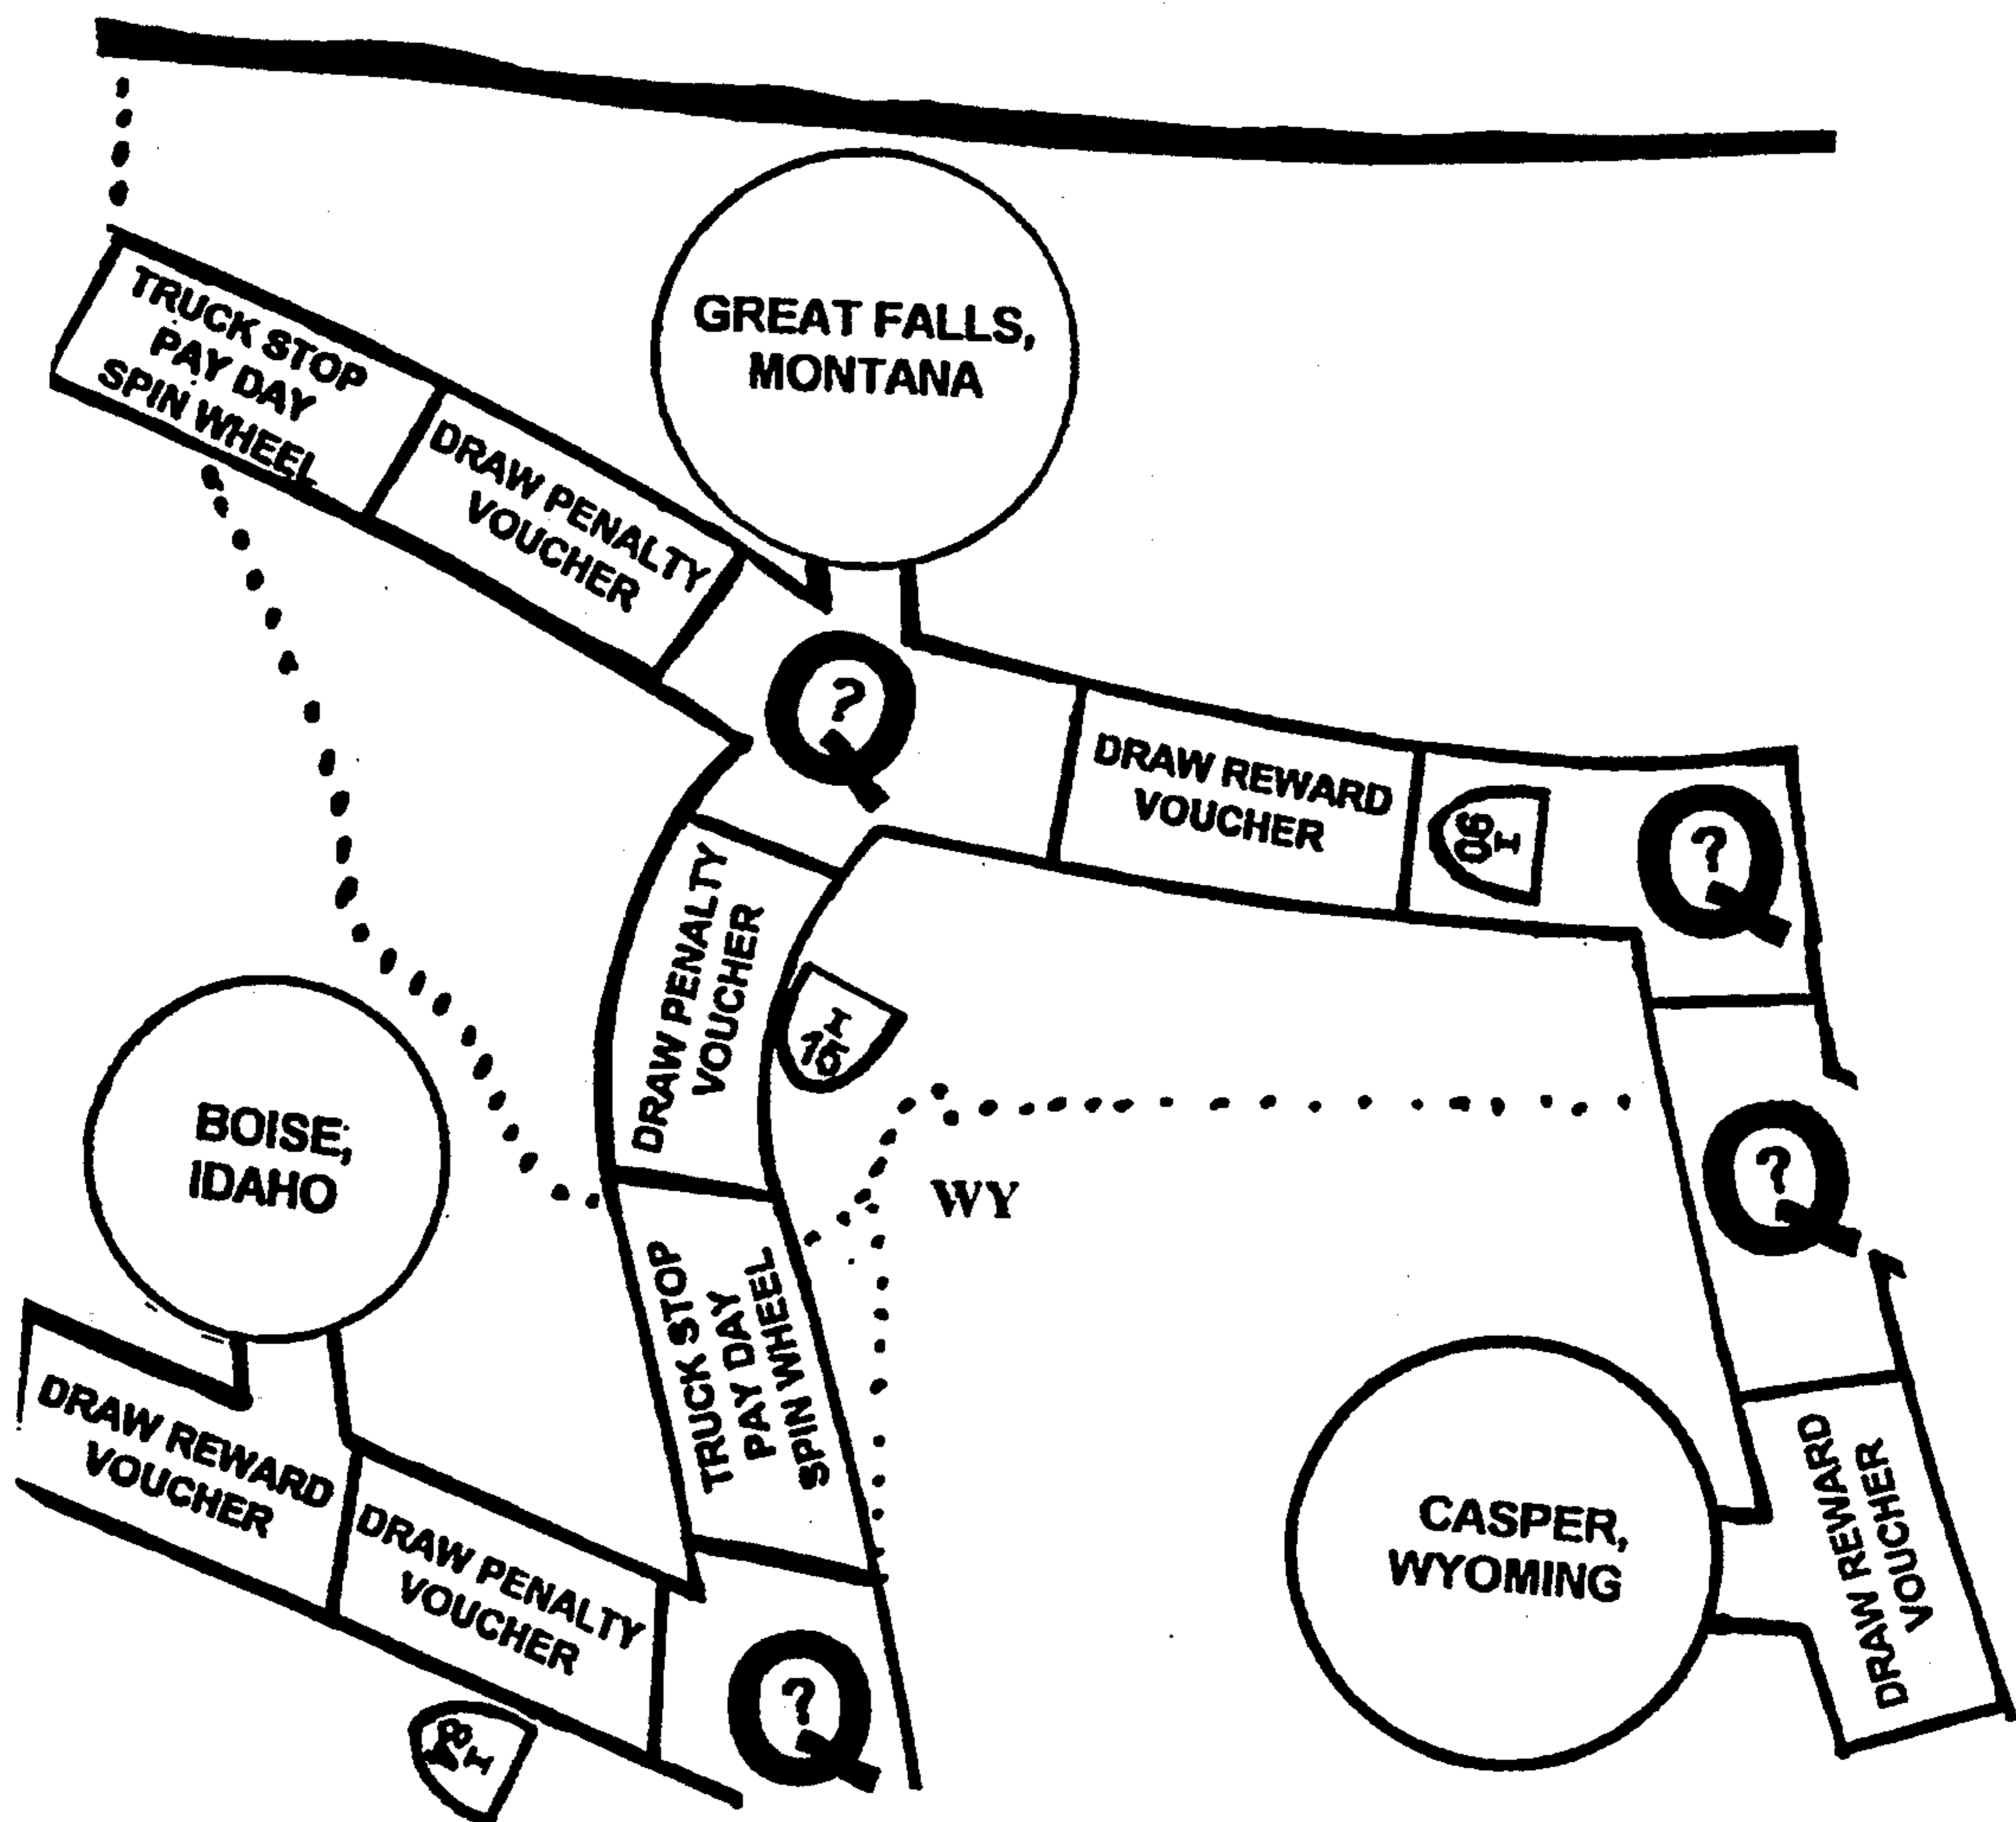 TRUCK STOP
PAY DAY
SPIN WHEEL
GREAT FALLS,
MONTANA
DRAW PENALTY
VOUCHER
?
Q
DRAW REWARD
VOUCHER
I
90
?
Q
DRAW PENALTY
VOUCHER
I
15
BOISE,
IDAHO
WY
?
Q
TRUCK STOP
PAY DAY
SPIN WHEEL
DRAW REWARD
VOUCHER
DRAW PENALTY
VOUCHER
CASPER,
WYOMING
DRAW REWARD
VOUCHER
?
Q
I
84